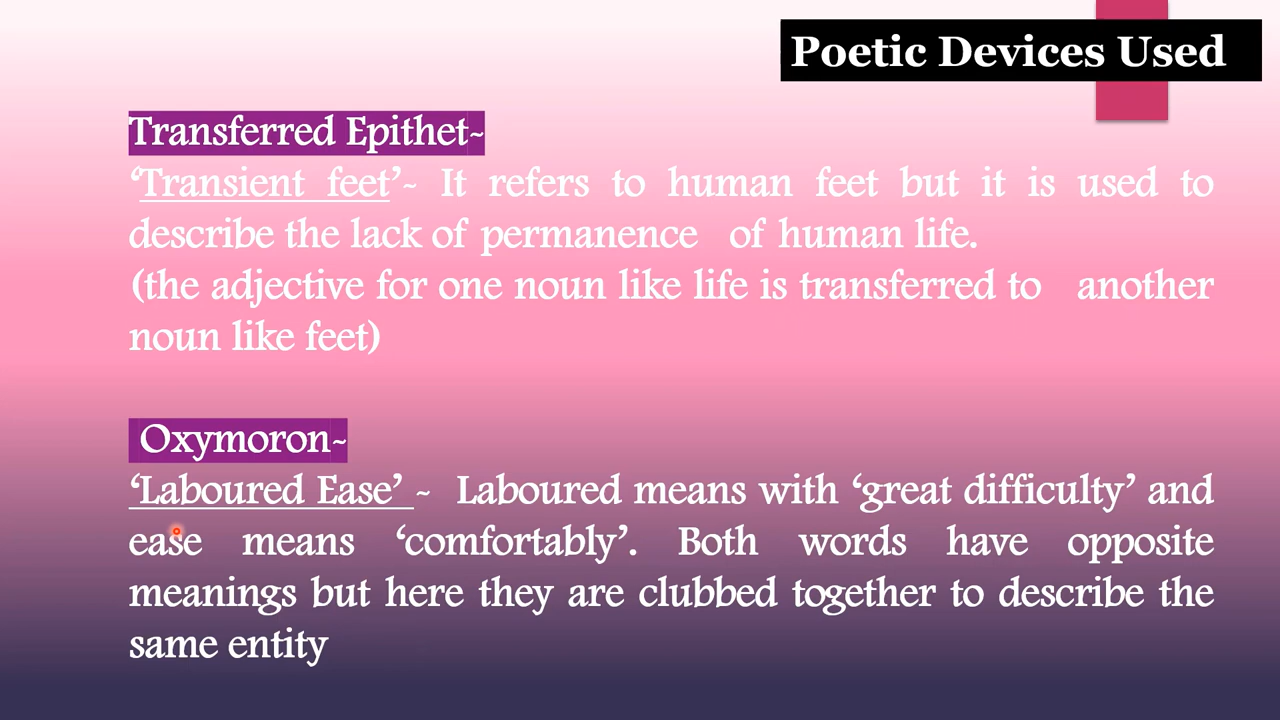 Poetic Devices Used
Transferred Epithet~
‘Transient feet’~ It refers to human feet but it is used to
describe the lack of permanence of human life.
(the adjective for one noun like life is transferred to another
noun like feet)
Oxymoron~
‘Laboured Ease’ ~ Laboured means with ‘great difficulty’ and
ease means ‘comfortably’. Both words have opposite
meanings but here they are clubbed together to describe the
same entity